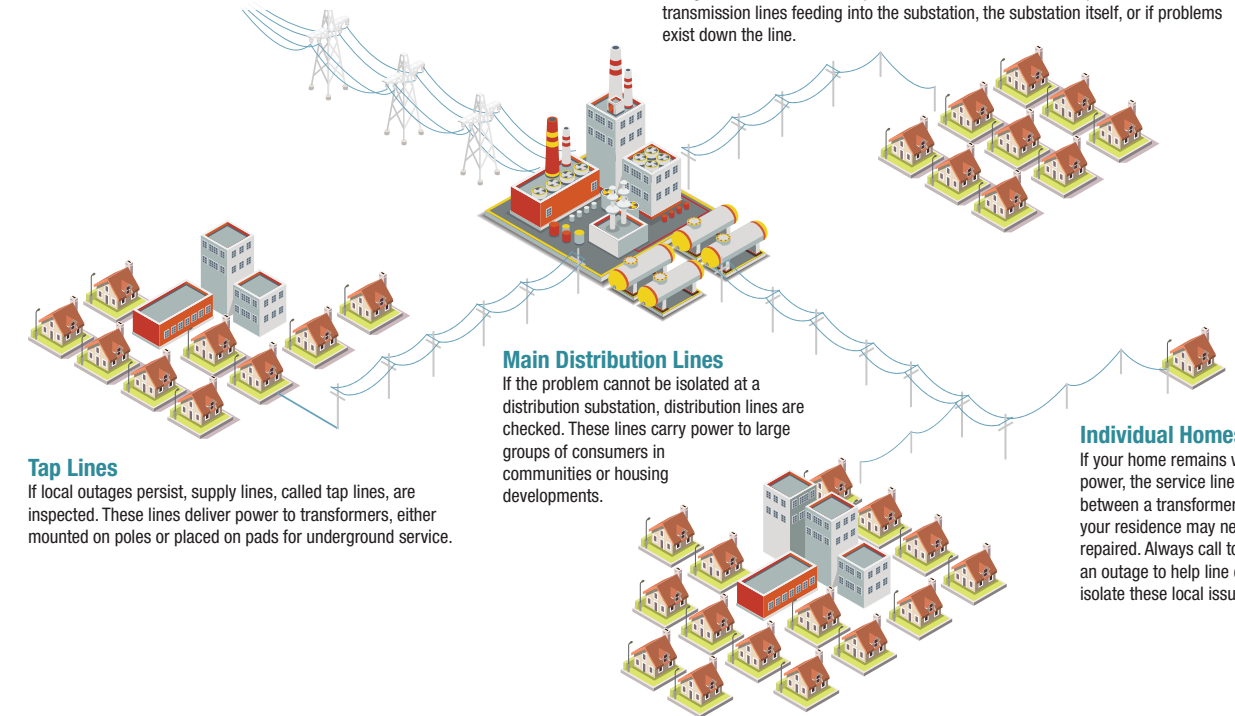 transmission lines feeding into the substation, the substation itself, or if problems
exist down the line.
Main Distribution Lines
If the problem cannot be isolated at a
distribution substation, distribution lines are
checked. These lines carry power to large
groups of consumers in
communities or housing
developments.
Tap Lines
If local outages persist, supply lines, called tap lines, are
inspected. These lines deliver power to transformers, either
mounted on poles or placed on pads for underground service.
Individual Homes
If your home remains
power, the service line
between a transformer
your residence may
repaired. Always call
an outage to help line
isolate these local